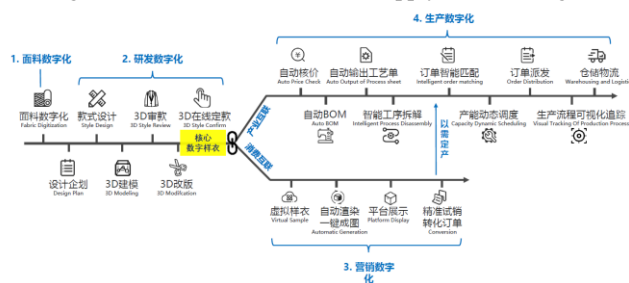 4. 生产数字化
1. 面料数字化
2. 研发数字化
自动核价
Auto Price Check
自动输出工艺单
Auto Output of Process sheet
订单智能匹配
Intelligent order matching
订单派发
Order Distribution
仓储物流
Warehousing and Logisti
面料数字化
Fabric Digitization
款式设计
Style Design
3D审款
3D Style Review
3D在线定款
3D Style Confirm
核心
数字样衣
产业互联
消费互联
自动BOM
Auto BOM
智能工序拆解
Intelligent Process Disassembly
产能动态调度
Capacity Dynamic Scheduling
生产流程可视化追踪
Visual Tracking Of Production Process
以需定产
设计企划
Design Plan
3D建模
3D Modeling
3D改版
3D Modification
虚拟样衣
Virtual Sample
自动渲染
一键成图
Automatic Generation
平台展示
Platform Display
精准试销
转化订单
Conversion
3. 营销数字
化